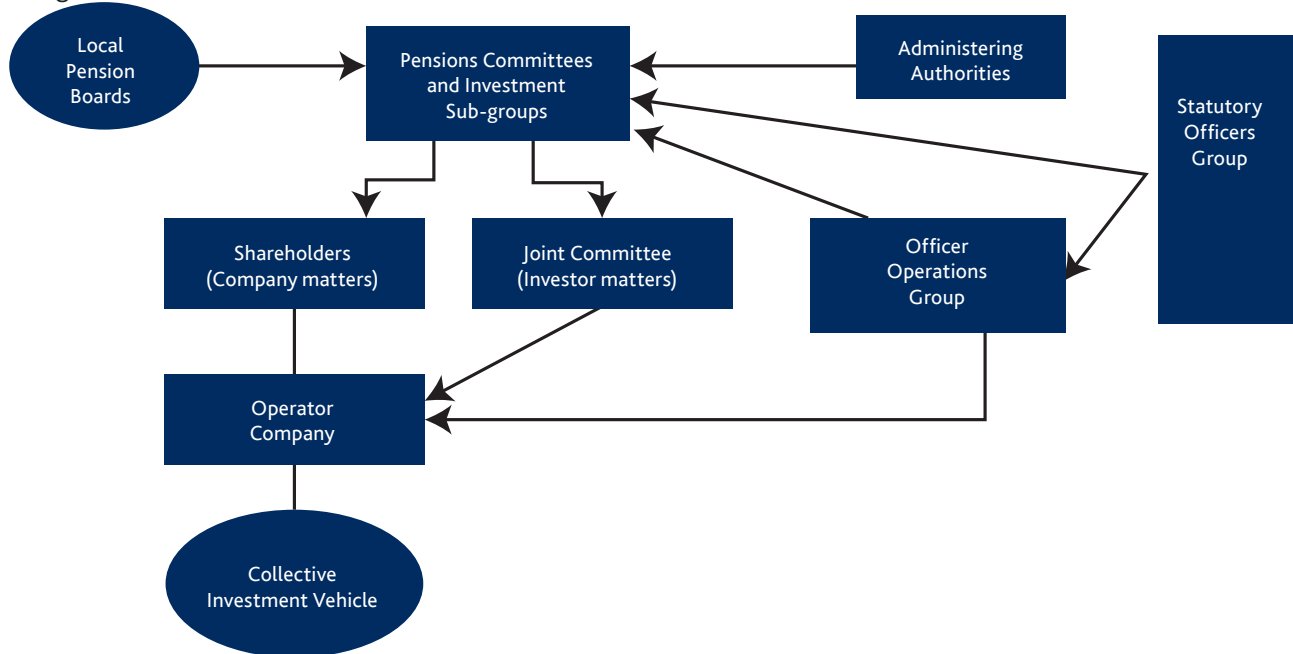 Local
Pension
Boards
Pensions Committees
and Investment
Sub-groups
Administering
Authorities
Statutory
Officers
Group
Shareholders
(Company matters)
Joint Committee
(Investor matters)
Officer
Operations
Group
Operator
Company
Collective
Investment Vehicle